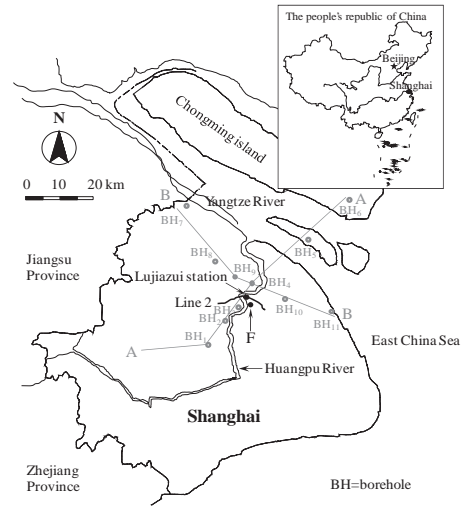 The people's republic of China
Beijing
Shanghai
Chongming island
N
0 10 20 km
A
BH6
B
Yangtze River
BH7
BH5
Jiangsu
Province
BH8
BH9
Lujiazui station
BH4
Line 2
BH10
BH
BH2
F
B
BH11
BH1
A
East China Sea
Huangpu River
Shanghai
Zhejiang
Province
BH=borehole